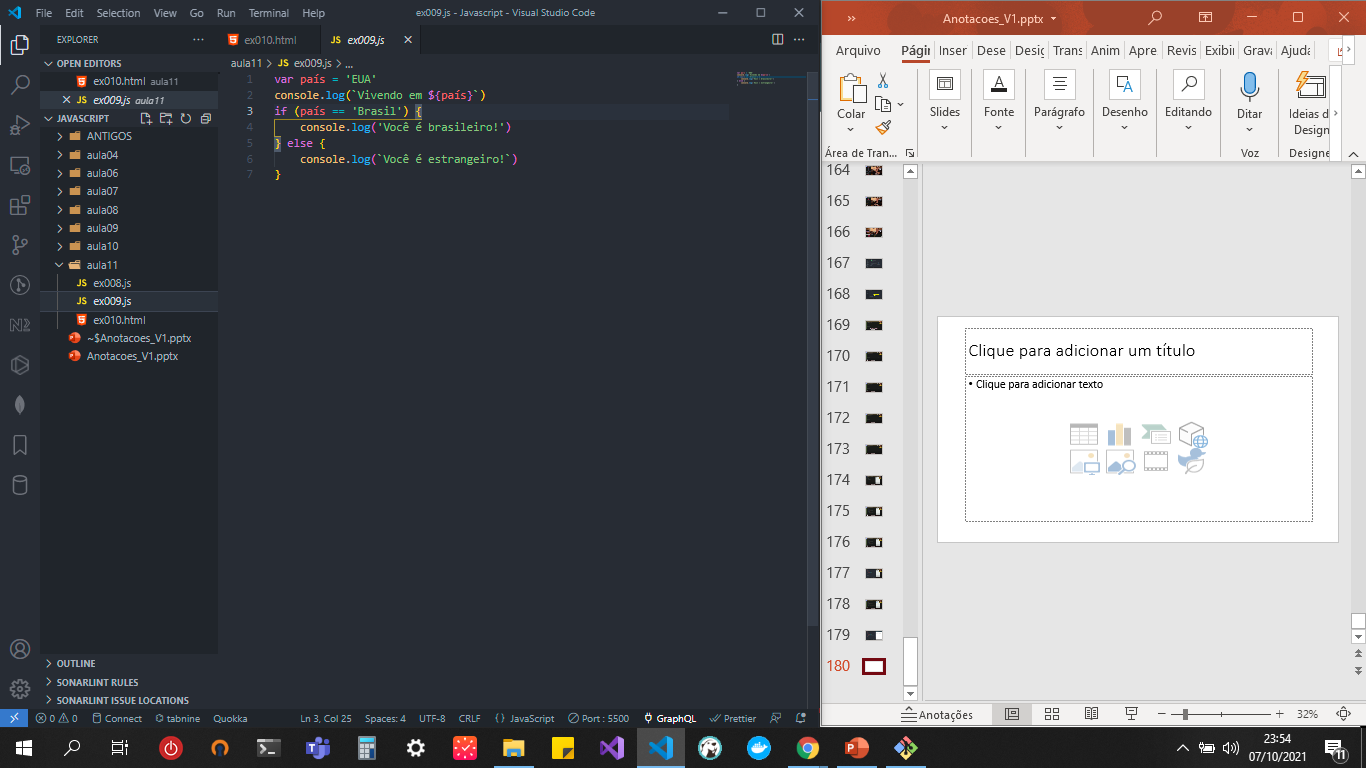 File Edit Selection View Go Run Terminal Help
ex009.js - Javascript - Visual Studio Code
EXPLORER
ex010.html
JS ex009.js
OPEN EDITORS
ex010.html aula11
JS ex009.js aula11
JAVASCRIPT
ANTIGOS
aula04
aula06
aula07
aula08
aula09
aula10
aula11
JS ex008.js
JS ex009.js
ex010.html
~$Anotacoes_V1.pptx
Anotacoes_V1.pptx
OUTLINE
SONARLINT RULES
SONARLINT ISSUE LOCATIONS
aula11 > JS ex009.js > ...
1 var país = 'EUA'
2 console.log(`Vivendo em ${país}`)
3 if (país == 'Brasil') {
4 console.log('Você é brasileiro!')
5 } else {
6 console.log(`Você é estrangeiro!`)
7 }
0 0 Connect tabnine Quokka Ln 3, Col 25 Spaces: 4 UTF-8 CRLF {} JavaScript Port : 5500 GraphQL Prettier
» Anotacoes_V1.pptx
Arquivo Págir Inser Dese Desig Trans Anim Apre Revis Exibir Grava Ajuda
Colar
Slides
Fonte
Parágrafo
Desenho
Editando
Ditar
Ideias de
Design
Área de Tran...
Voz
Designe
164
165
166
167
168
169
170
171
172
173
174
175
176
177
178
179
180
Clique para adicionar um título
• Clique para adicionar texto
Anotações
32%
23:54
07/10/2021
11